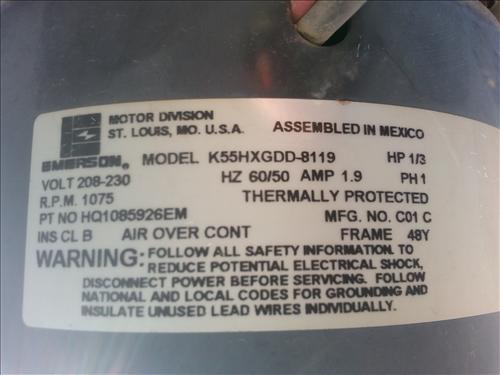 MOTOR DIVISION
ST. LOUIS, MO. U.S.A. ASSEMBLED IN MEXICO
EMERSON. MODEL K55HXGDD-8119 HP 1/3
VOLT 208-230 HZ 60/50 AMP 1.9 PH 1
R.P.M. 1075 THERMALLY PROTECTED
PT NO HQ1085926EM MFG. NO. C01 C
INS CL B AIR OVER CONT FRAME 48Y
WARNING: FOLLOW ALL SAFETY INFORMATION TO
REDUCE POTENTIAL ELECTRICAL SHOCK,
DISCONNECT POWER BEFORE SERVICING. FOLLOW
NATIONAL AND LOCAL CODES FOR GROUNDING AND
INSULATE UNUSED LEAD WIRES INDIVIDUALLY.